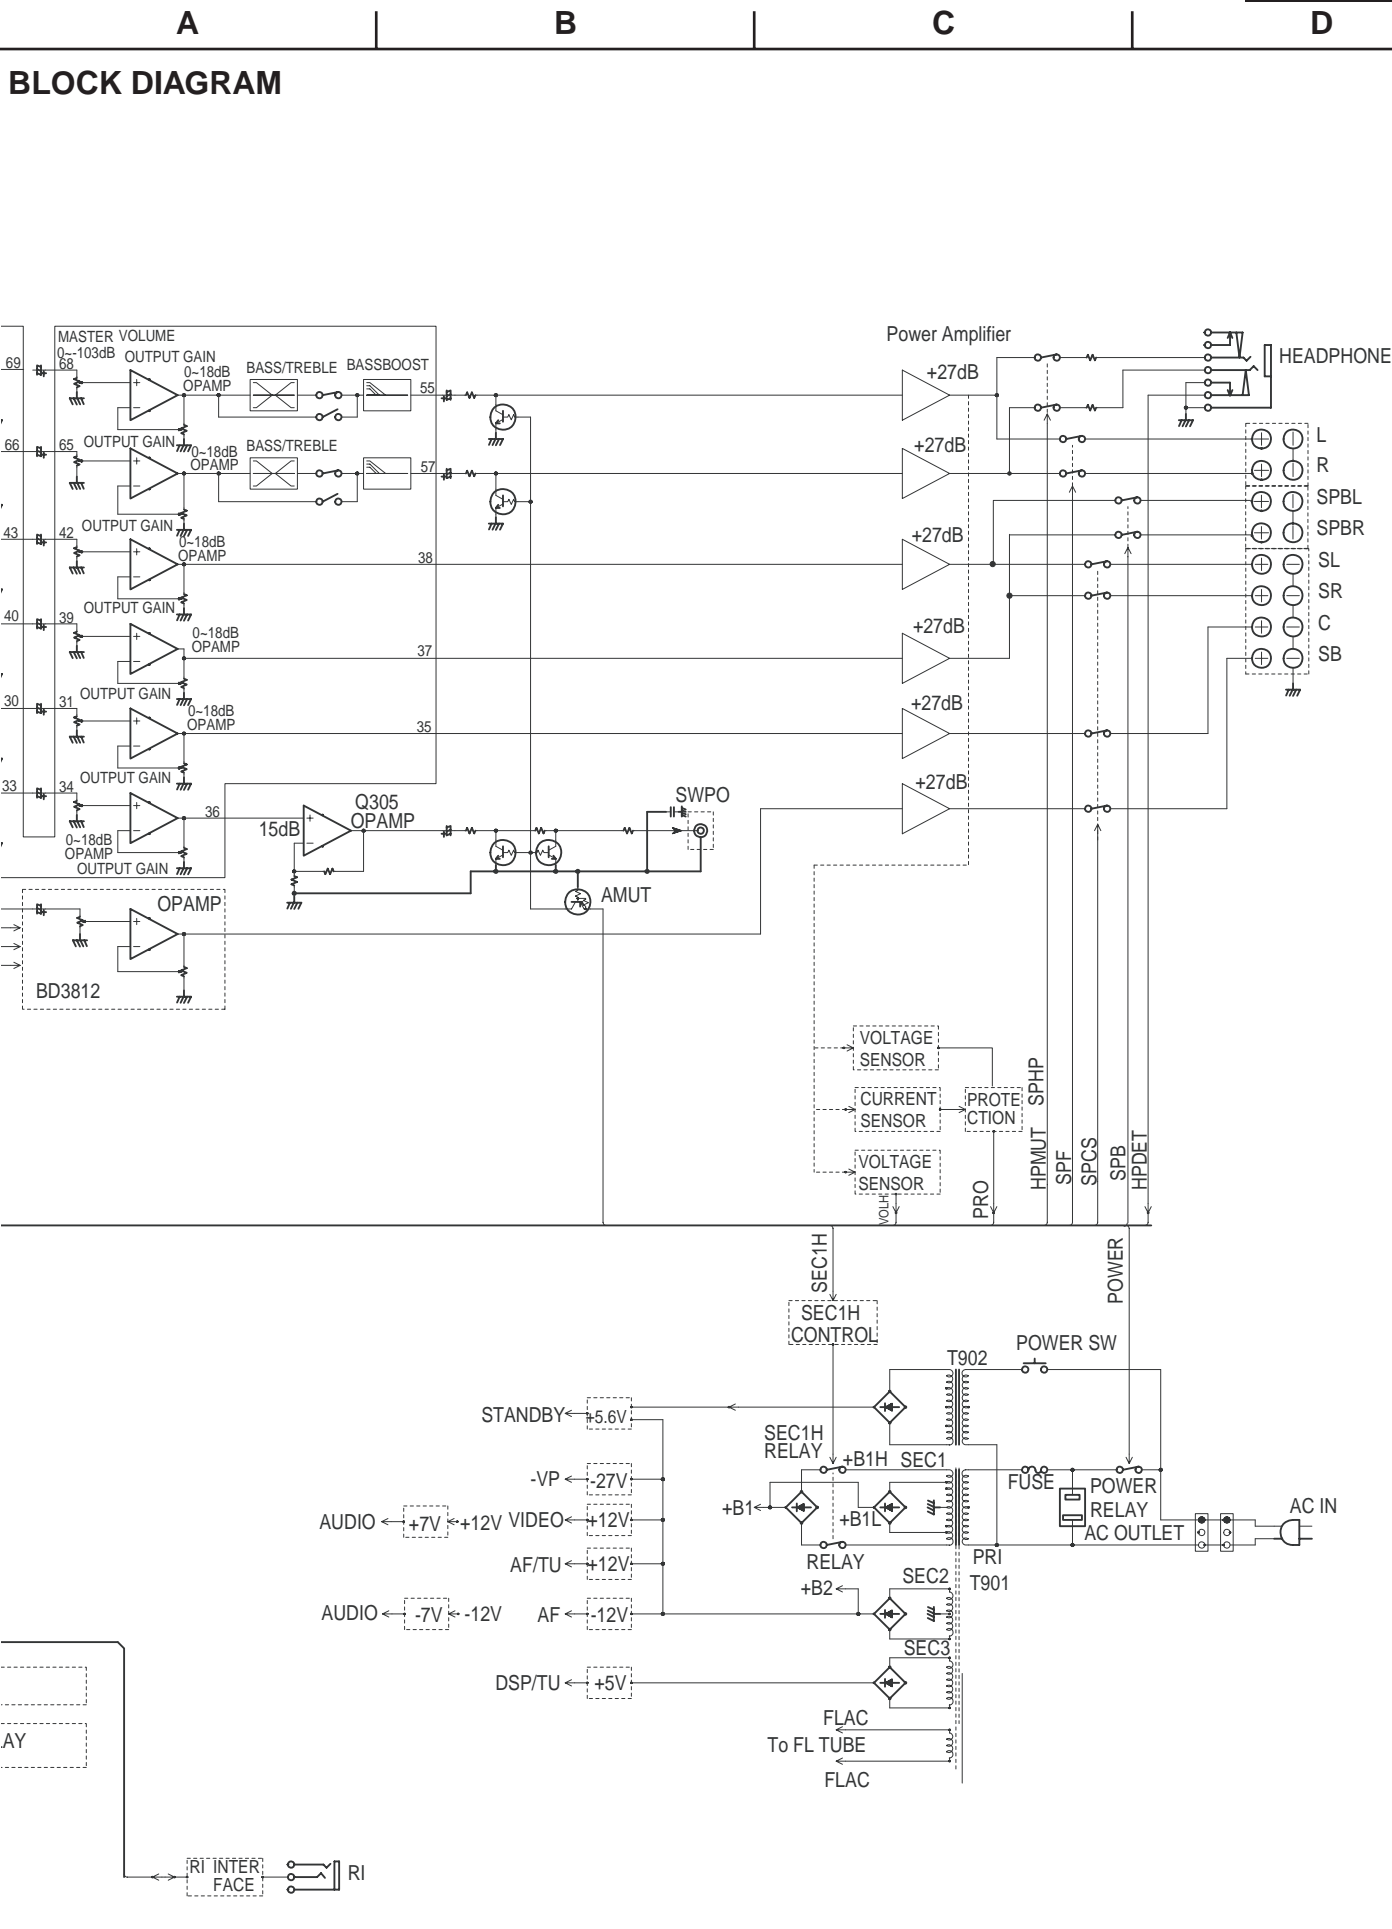 A
B
C
D
BLOCK DIAGRAM
MASTER VOLUME
0~-103dB
69
68
OUTPUT GAIN
0~18dB
OPAMP
BASS/TREBLE
BASSBOOST
55
Power Amplifier
+27dB
HEADPHONE
66
65
OUTPUT GAIN
0~18dB
OPAMP
BASS/TREBLE
57
+27dB
L
R
SPBL
SPBR
43
42
OUTPUT GAIN
0~18dB
OPAMP
38
+27dB
SL
SR
C
SB
40
39
OUTPUT GAIN
0~18dB
OPAMP
37
+27dB
30
31
OUTPUT GAIN
0~18dB
OPAMP
35
+27dB
33
34
OUTPUT GAIN
36
0~18dB
OPAMP
OUTPUT GAIN
15dB
Q305
OPAMP
SWPO
+27dB
AMUT
OPAMP
BD3812
VOLTAGE
SENSOR
CURRENT
SENSOR
PROTE
CTION
VOLTAGE
SENSOR
VOLH
PRO
HPMUT SPHP
SPF
SPCS
SPB
HPDET
SEC1H
POWER
SEC1H
CONTROL
POWER SW
T902
STANDBY
+5.6V
SEC1H
RELAY
+B1H
SEC1
FUSE
POWER
RELAY
AC OUTLET
AC IN
-VP
-27V
+B1
+B1L
AUDIO
+7V
+12V
VIDEO
+12V
AF/TU
+12V
RELAY
PRI
T901
+B2
SEC2
AUDIO
-7V
-12V
AF
-12V
SEC3
DSP/TU
+5V
FLAC
To FL TUBE
FLAC
AY
RI INTER
FACE
RI